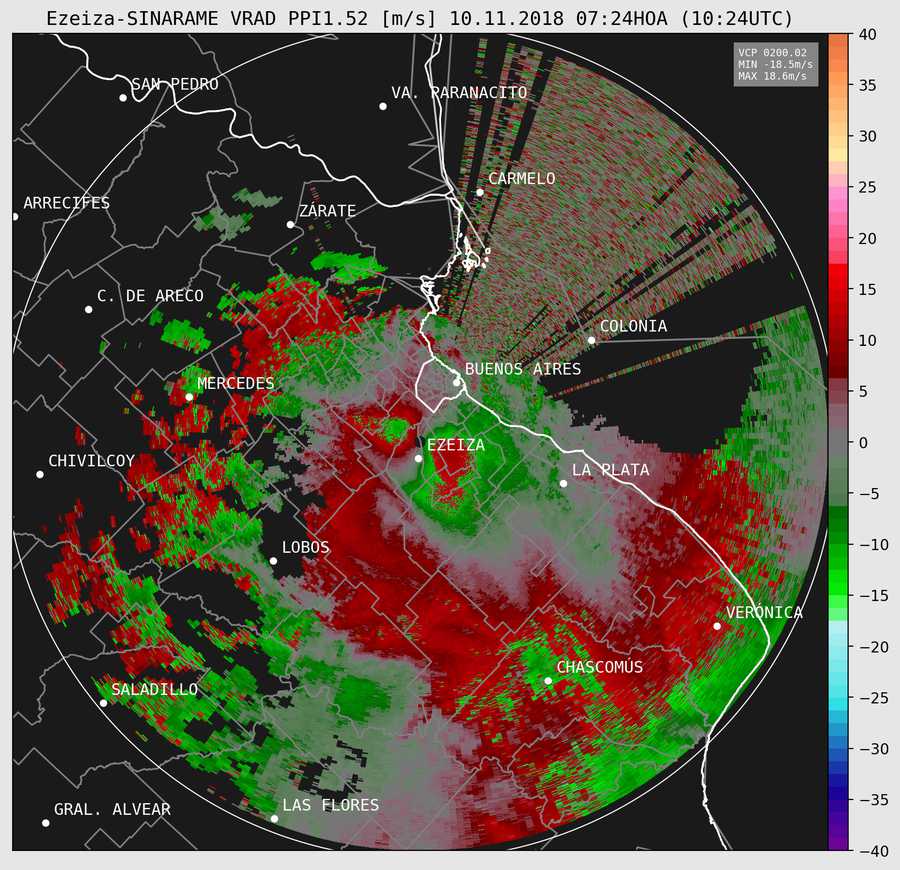 Ezeiza-SINARAME VRAD PPI1.52 [m/s] 10.11.2018 07:24HOA (10:24UTC)
VCP 0200.02
MIN -18.5m/s
MAX 18.6m/s
SAN PEDRO
VA. PARANACITO
CARMELO
ARRECIFES
ZÁRATE
C. DE ARECO
COLONIA
MERCEDES
BUENOS AIRES
EZEIZA
CHIVILCOY
LA PLATA
LOBOS
VERÓNICA
CHASCOMÚS
SALADILLO
LAS FLORES
GRAL. ALVEAR
40
35
30
25
20
15
10
5
0
−5
−10
−15
−20
−25
−30
−35
−40